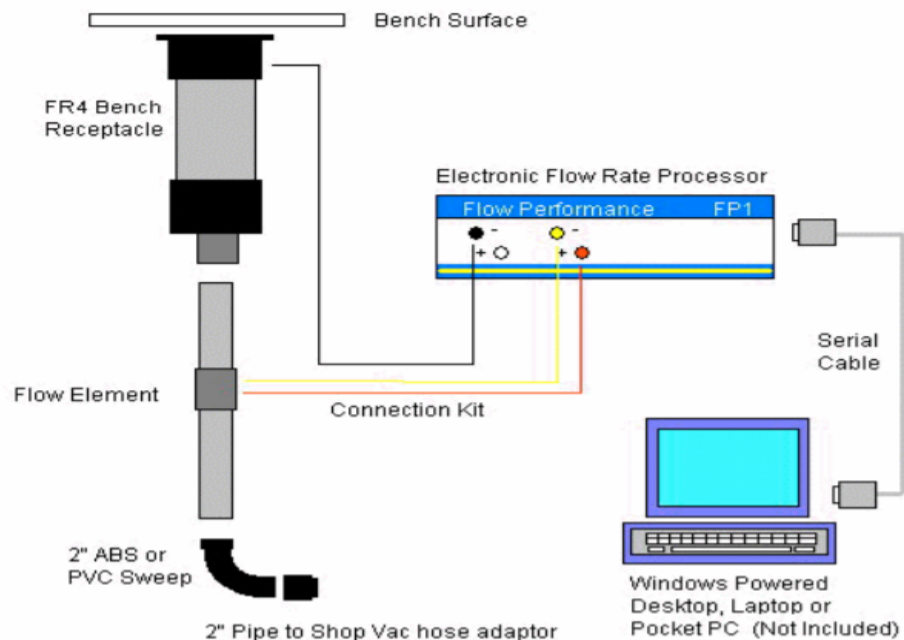 Bench Surface
FR4 Bench
Receptacle
Electronic Flow Rate Processor
Flow Performance FP1
- -
+ +
Serial
Cable
Flow Element
Connection Kit
2" ABS or
PVC Sweep
Windows Powered
Desktop, Laptop or
Pocket PC (Not Included)
2" Pipe to Shop Vac hose adaptor